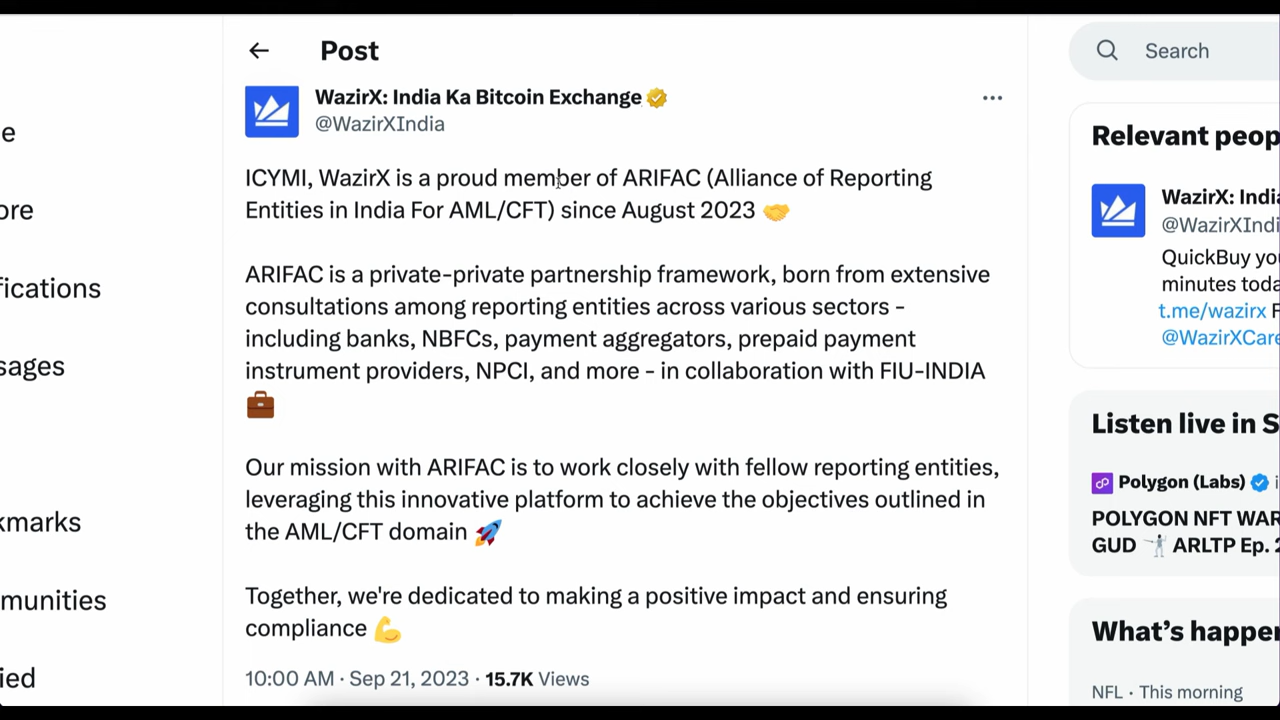 Post
Search
WazirX: India Ka Bitcoin Exchange
@WazirXIndia
ICYMI, WazirX is a proud member of ARIFAC (Alliance of Reporting
Entities in India For AML/CFT) since August 2023 🤝
ARIFAC is a private-private partnership framework, born from extensive
consultations among reporting entities across various sectors -
including banks, NBFCs, payment aggregators, prepaid payment
instrument providers, NPCI, and more - in collaboration with FIU-INDIA
💼
Our mission with ARIFAC is to work closely with fellow reporting entities,
leveraging this innovative platform to achieve the objectives outlined in
the AML/CFT domain 🚀
Together, we're dedicated to making a positive impact and ensuring
compliance 💪
10:00 AM · Sep 21, 2023 · 15.7K Views
e
ore
fications
sages
kmarks
munities
ied
Relevant peop
WazirX: India
@WazirXIndi
QuickBuy yo
minutes toda
t.me/wazirx F
@WazirXCare
Listen live in S
Polygon (Labs) i
POLYGON NFT WAR
GUD 🤺 ARLTP Ep. 2
What's happen
NFL · This morning